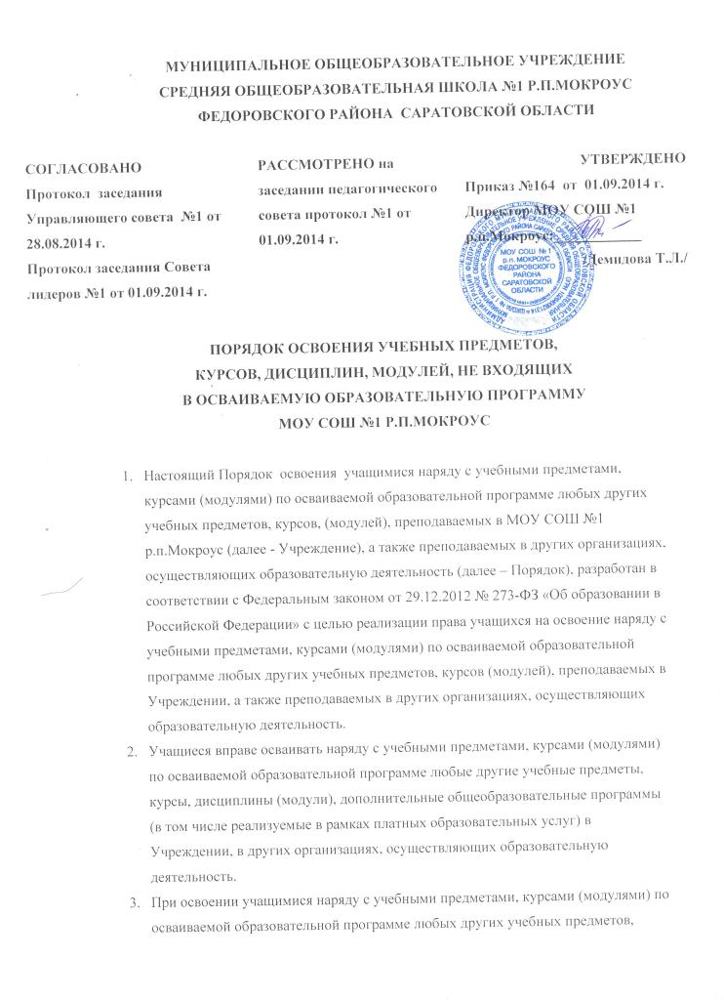 МУНИЦИПАЛЬНОЕ ОБЩЕОБРАЗОВАТЕЛЬНОЕ УЧРЕЖДЕНИЕ
СРЕДНЯЯ ОБЩЕОБРАЗОВАТЕЛЬНАЯ ШКОЛА №1 Р.П.МОКРОУС
ФЕДОРОВСКОГО РАЙОНА САРАТОВСКОЙ ОБЛАСТИ
СОГЛАСОВАНО
Протокол заседания
Управляющего совета №1 от
28.08.2014 г.
Протокол заседания Совета
лидеров №1 от 01.09.2014 г.
РАССМОТРЕНО на
заседании педагогического
совета протокол №1 от
01.09.2014 г.
УТВЕРЖДЕНО
Приказ №164 от 01.09.2014 г.
Директор МОУ СОШ №1
р.п.Мокроус:
/Демидова Т.Л./
МОУ СОШ №1
р.п. МОКРОУС
ФЕДОРОВСКОГО
РАЙОНА
САРАТОВСКОЙ
ОБЛАСТИ
ПОРЯДОК ОСВОЕНИЯ УЧЕБНЫХ ПРЕДМЕТОВ,
КУРСОВ, ДИСЦИПЛИН, МОДУЛЕЙ, НЕ ВХОДЯЩИХ
В ОСВАИВАЕМУЮ ОБРАЗОВАТЕЛЬНУЮ ПРОГРАММУ
МОУ СОШ №1 Р.П.МОКРОУС
1. Настоящий Порядок освоения учащимися наряду с учебными предметами,
курсами (модулями) по осваиваемой образовательной программе любых других
учебных предметов, курсов, (модулей), преподаваемых в МОУ СОШ №1
р.п.Мокроус (далее - Учреждение), а также преподаваемых в других организациях,
осуществляющих образовательную деятельность (далее – Порядок), разработан в
соответствии с Федеральным законом от 29.12.2012 № 273-ФЗ «Об образовании в
Российской Федерации» с целью реализации права учащихся на освоение наряду с
учебными предметами, курсами (модулями) по осваиваемой образовательной
программе любых других учебных предметов, курсов (модулей), преподаваемых в
Учреждении, а также преподаваемых в других организациях, осуществляющих
образовательную деятельность.
2. Учащиеся вправе осваивать наряду с учебными предметами, курсами (модулями)
по осваиваемой образовательной программе любые другие учебные предметы,
курсы, дисциплины (модули), дополнительные общеобразовательные программы
(в том числе реализуемые в рамках платных образовательных услуг) в
Учреждении, в других организациях, осуществляющих образовательную
деятельность.
3. При освоении учащимися наряду с учебными предметами, курсами (модулями) по
осваиваемой образовательной программе любых других учебных предметов,